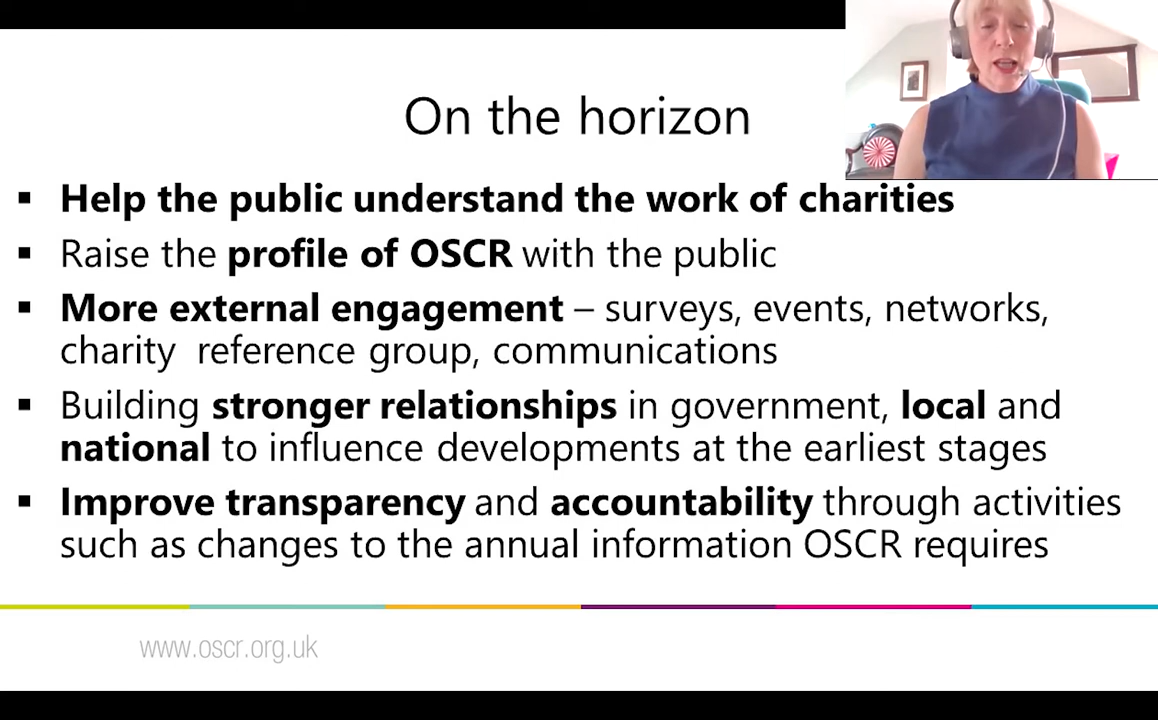 On the horizon
▪ Help the public understand the work of charities
▪ Raise the profile of OSCR with the public
▪ More external engagement – surveys, events, networks,
charity  reference group, communications
▪ Building stronger relationships in government, local and
national to influence developments at the earliest stages
▪ Improve transparency and accountability through activities
such as changes to the annual information OSCR requires
www.oscr.org.uk